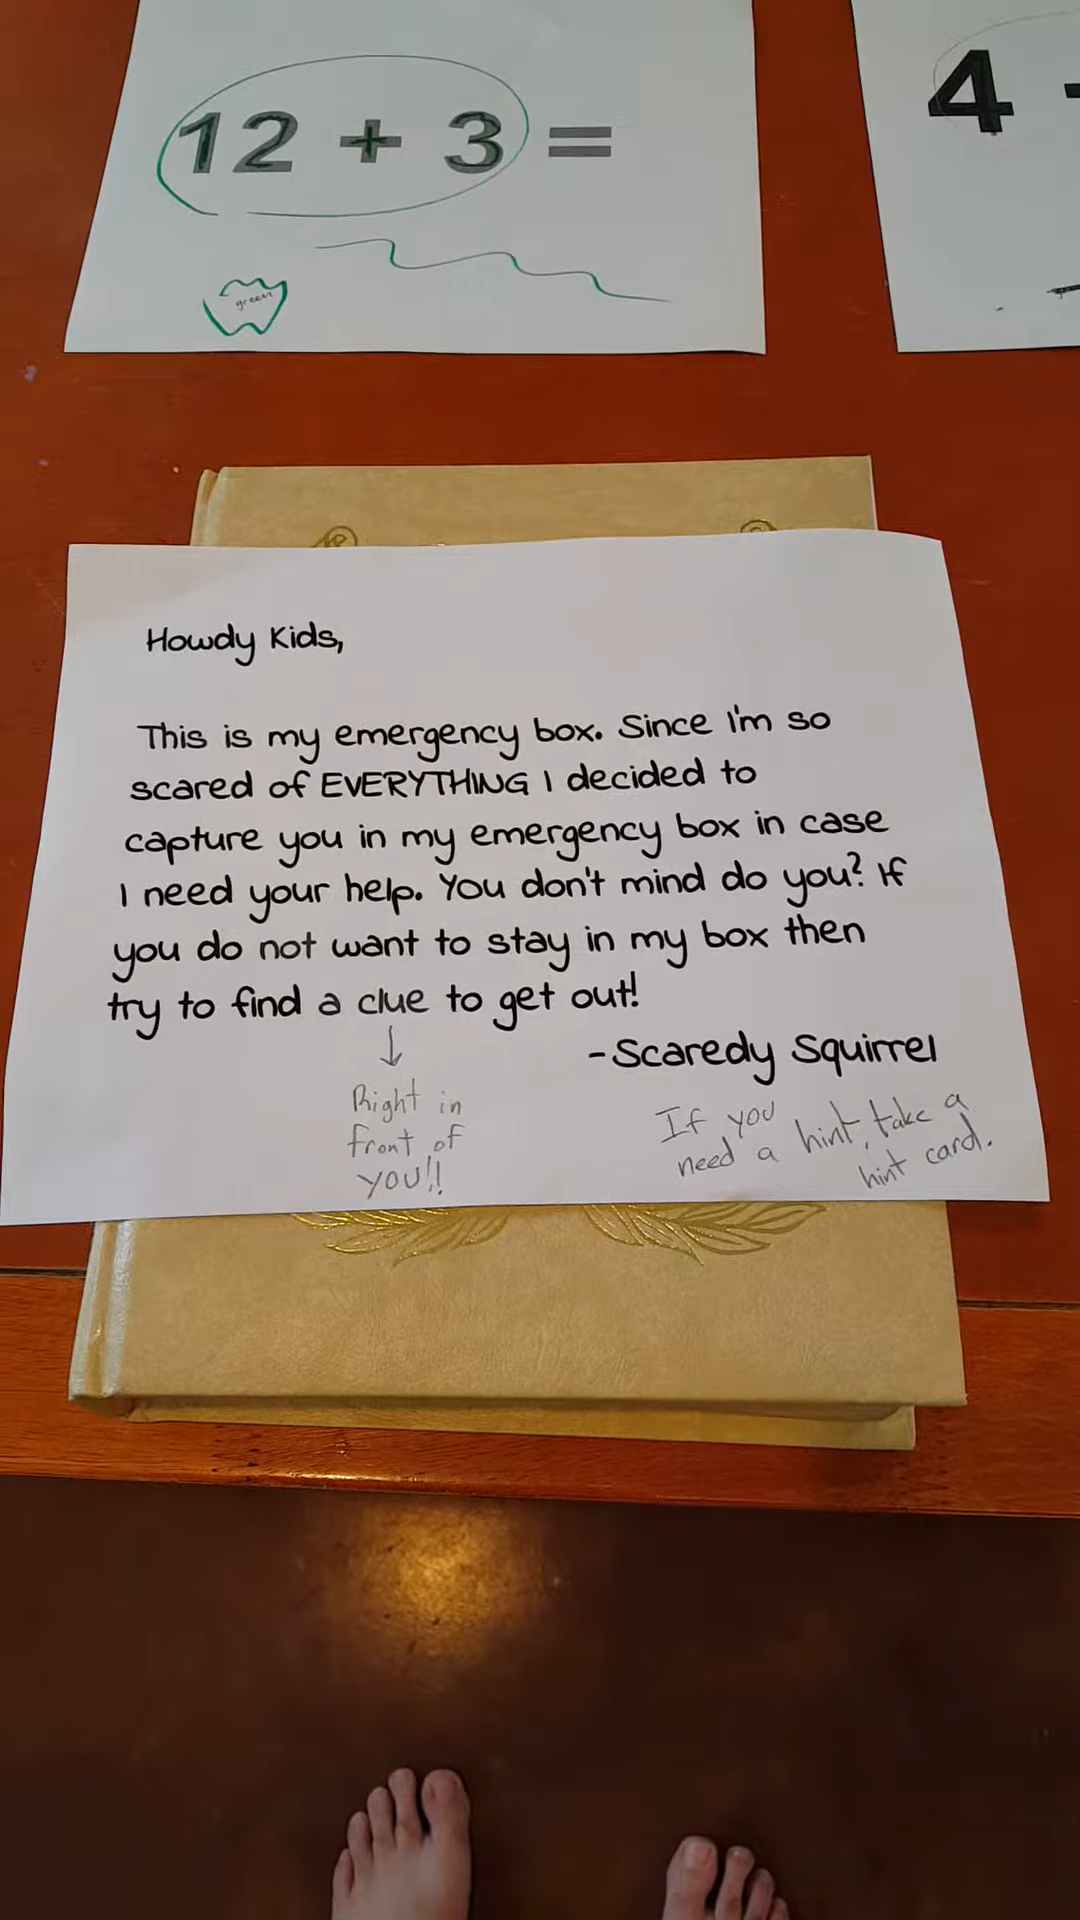 12 + 3 =
green
4
Howdy Kids,
This is my emergency box. Since I'm so
scared of EVERYTHING I decided to
capture you in my emergency box in case
I need your help. You don't mind do you? If
you do not want to stay in my box then
try to find a clue to get out!
-Scaredy Squirrel
Right in
front of
YOU!!
If you
need a hint, take a
hint card.